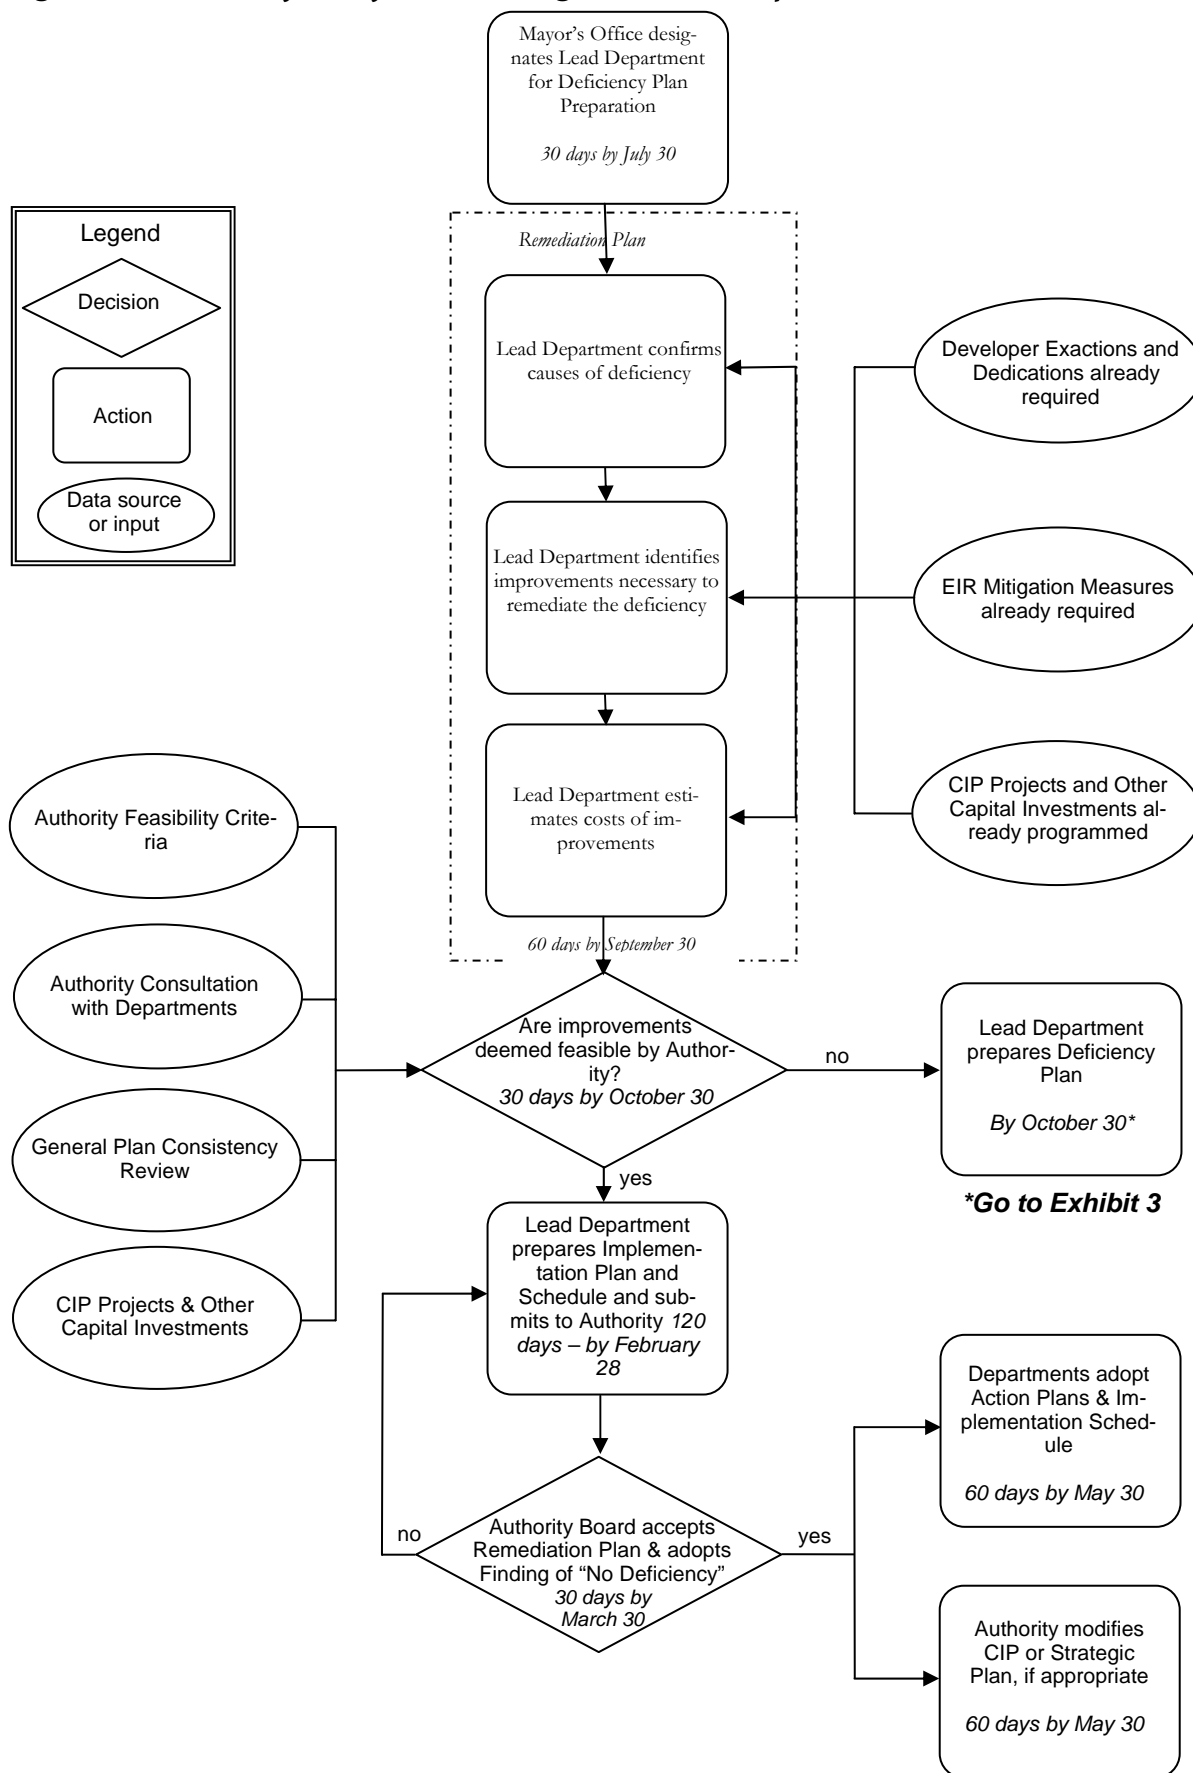 Mayor's Office desig-
nates Lead Department
for Deficiency Plan
Preparation
30 days by July 30
Legend
Decision
Action
Data source
or input
Remediation Plan
Lead Department confirms
causes of deficiency
Lead Department identifies
improvements necessary to
remediate the deficiency
Lead Department esti-
mates costs of im-
provements
60 days by September 30
Developer Exactions and
Dedications already
required
EIR Mitigation Measures
already required
CIP Projects and Other
Capital Investments al-
ready programmed
Authority Feasibility Crite-
ria
Authority Consultation
with Departments
General Plan Consistency
Review
CIP Projects & Other
Capital Investments
Are improvements
deemed feasible by Author-
ity?
30 days by October 30
no
Lead Department
prepares Deficiency
Plan
By October 30*
*Go to Exhibit 3
yes
Lead Department
prepares Implemen-
tation Plan and
Schedule and sub-
mits to Authority 120
days – by February
28
no
Authority Board accepts
Remediation Plan & adopts
Finding of “No Deficiency”
30 days by
March 30
yes
Departments adopt
Action Plans & Im-
plementation Sched-
ule
60 days by May 30
Authority modifies
CIP or Strategic
Plan, if appropriate
60 days by May 30